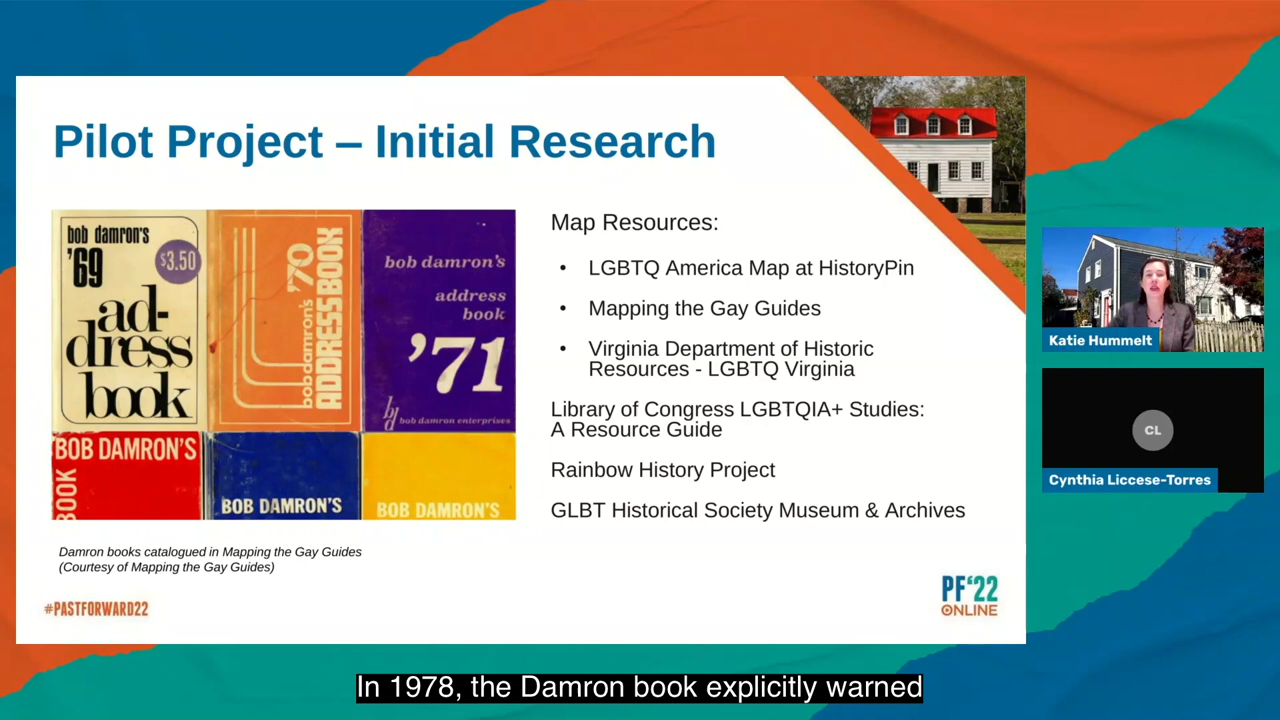 Pilot Project – Initial Research
bob damron's
'69
$3.50
ad-
dress
book
bob damron's
'70
ADDRESS BOOK
bob damron's
address
book
'71
bd
bob damron enterprises
BOB DAMRON'S
BOOK
BOB DAMRON'S
BOB DAMRON'S
Damron books catalogued in Mapping the Gay Guides
(Courtesy of Mapping the Gay Guides)
Map Resources:
• LGBTQ America Map at HistoryPin
• Mapping the Gay Guides
• Virginia Department of Historic
Resources - LGBTQ Virginia
Library of Congress LGBTQIA+ Studies:
A Resource Guide
Rainbow History Project
GLBT Historical Society Museum & Archives
#PASTFORWARD22
PF'22
ONLINE
Katie Hummelt
CL
Cynthia Liccese-Torres
In 1978, the Damron book explicitly warned